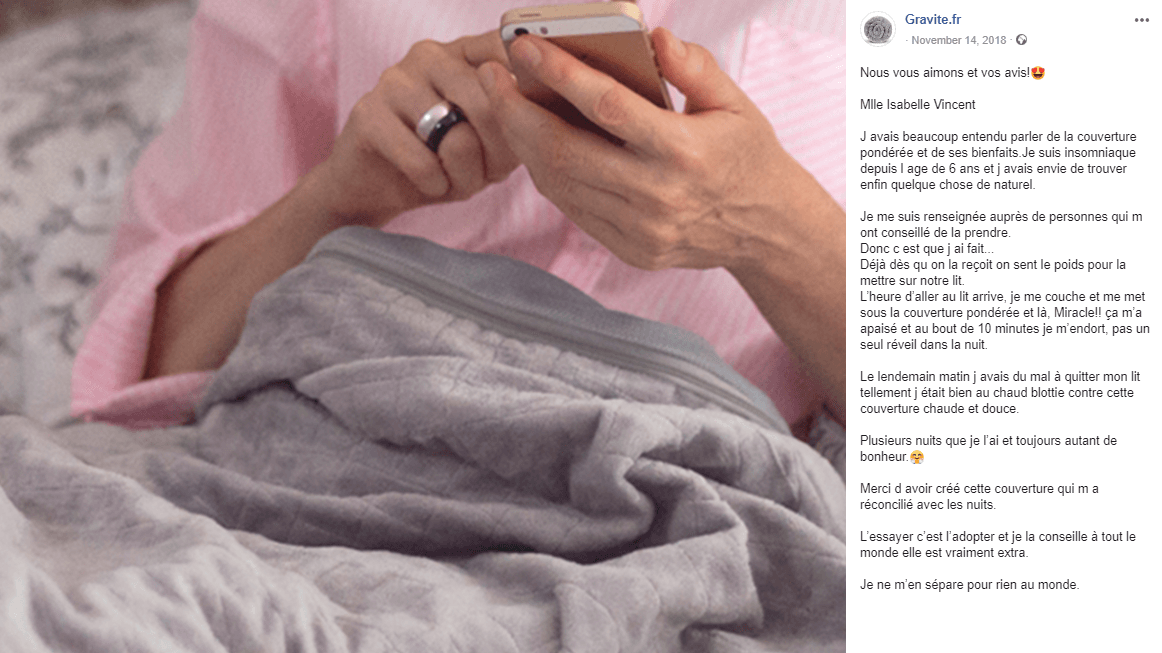 Gravite.fr
· November 14, 2018 ·
Nous vous aimons et vos avis!😍
Mlle Isabelle Vincent
J avais beaucoup entendu parler de la couverture
pondérée et de ses bienfaits.Je suis insomniaque
depuis l age de 6 ans et j avais envie de trouver
enfin quelque chose de naturel.
Je me suis renseignée auprès de personnes qui m
ont conseillé de la prendre.
Donc c est que j ai fait...
Déjà dès qu on la reçoit on sent le poids pour la
mettre sur notre lit.
L’heure d’aller au lit arrive, je me couche et me met
sous la couverture pondérée et là, Miracle!! ça m’a
apaisé et au bout de 10 minutes je m’endort, pas un
seul réveil dans la nuit.
Le lendemain matin j avais du mal à quitter mon lit
tellement j était bien au chaud blottie contre cette
couverture chaude et douce.
Plusieurs nuits que je l’ai et toujours autant de
bonheur.🤗
Merci d avoir créé cette couverture qui m a
réconcilié avec les nuits.
L’essayer c’est l’adopter et je la conseille à tout le
monde elle est vraiment extra.
Je ne m’en sépare pour rien au monde.